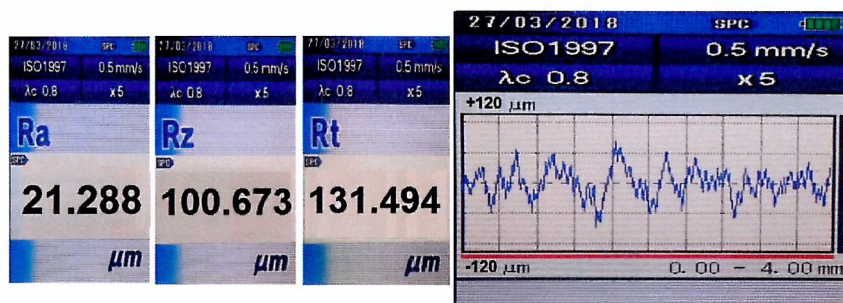 27/03/2018 SPC
ISO1997 0.5 mm/s
λc 0.8 x5
Ra
SPC
21.288
µm
27/03/2018 SPC
ISO1997 0.5 mm/s
λc 0.8 x5
Rz
SPC
100.673
µm
27/03/2018 SPC
ISO1997 0.5 mm/s
λc 0.8 x5
Rt
SPC
131.494
µm
27/03/2018 SPC
ISO1997 0.5 mm/s
λc 0.8 x5
+120 µm
-120 µm 0.00 - 4.00 mm